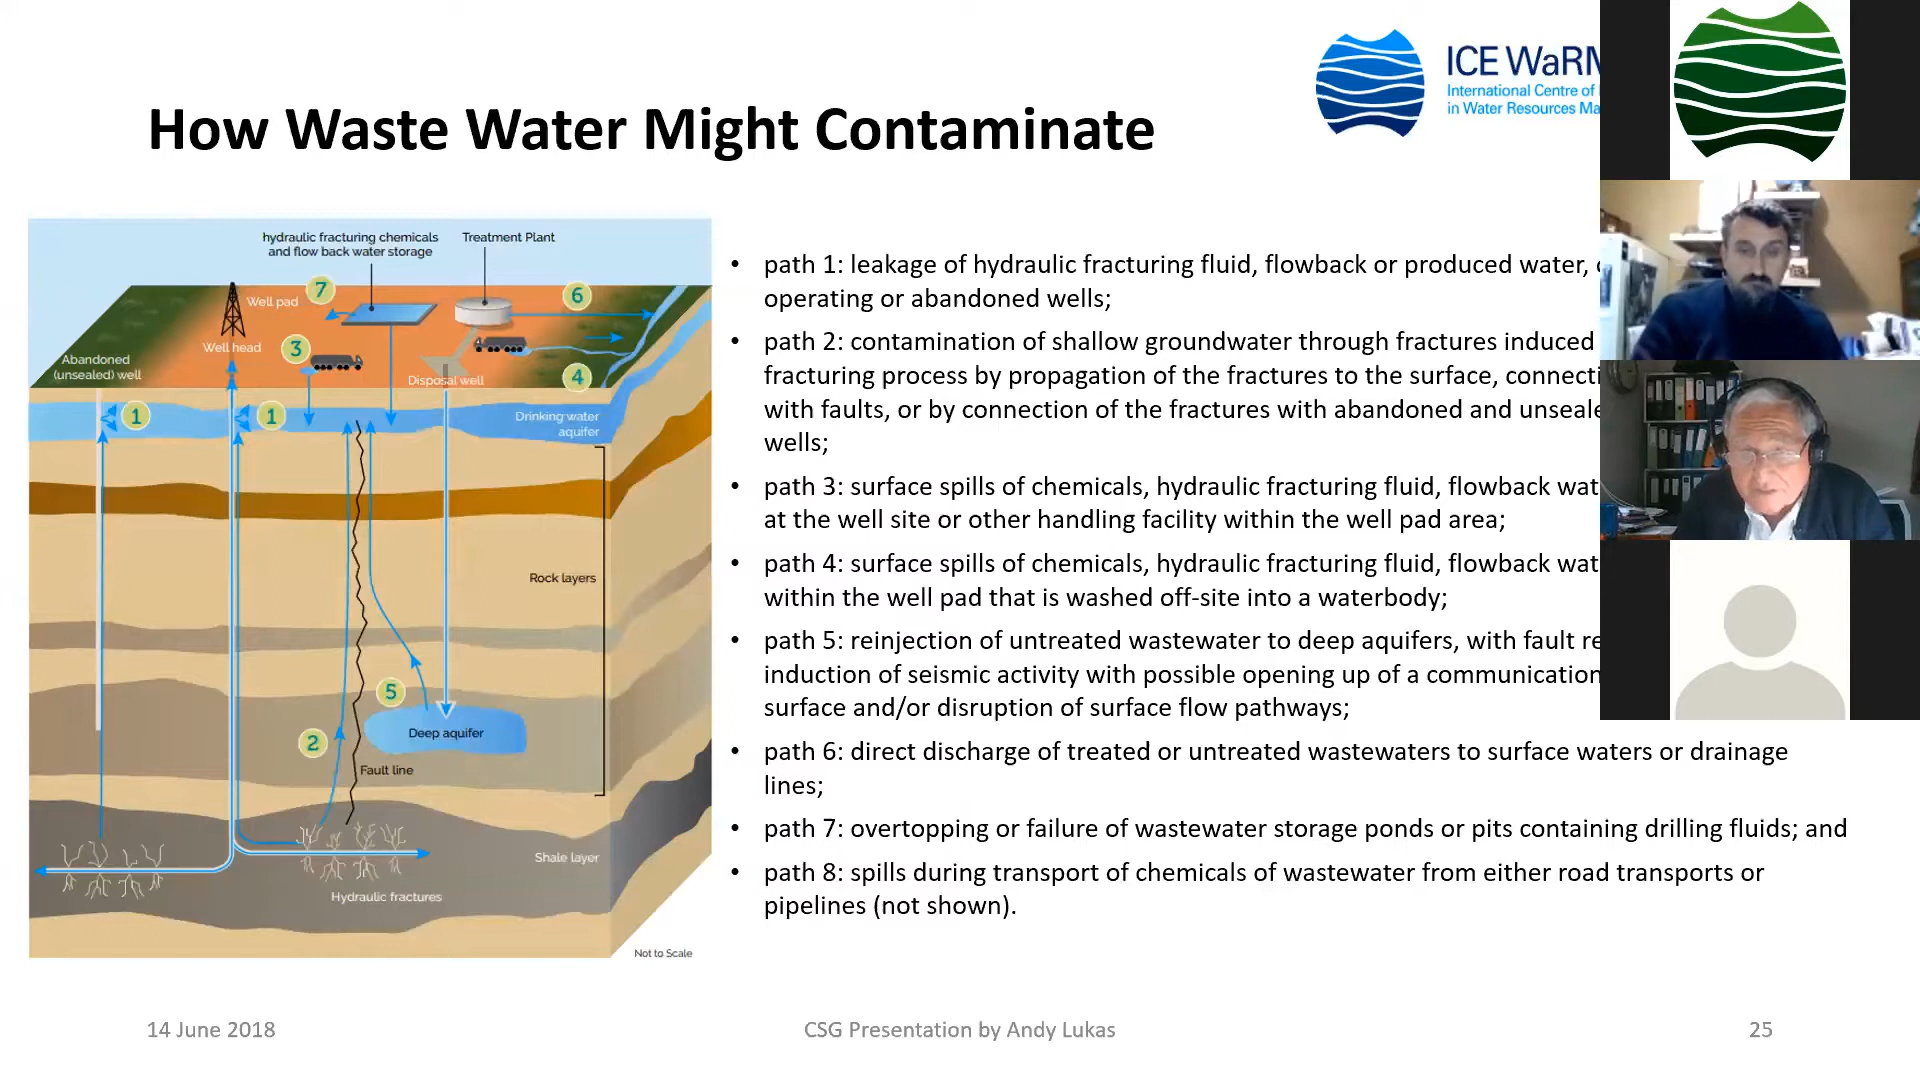 ICE WaRM
International Centre of
in Water Resources
How Waste Water Might Contaminate
hydraulic fracturing chemicals
and flow back water storage
Treatment Plant
7
6
Well pad
Well head
3
Abandoned
(unsealed) well
Disposal well
4
1
1
Drinking water
aquifer
Rock layers
5
2
Deep aquifer
Fault line
Shale layer
Hydraulic fractures
Not to Scale
• path 1: leakage of hydraulic fracturing fluid, flowback or produced water,
operating or abandoned wells;
• path 2: contamination of shallow groundwater through fractures induced
fracturing process by propagation of the fractures to the surface,
with faults, or by connection of the fractures with abandoned and
wells;
• path 3: surface spills of chemicals, hydraulic fracturing fluid, flowback
at the well site or other handling facility within the well pad area;
• path 4: surface spills of chemicals, hydraulic fracturing fluid, flowback
within the well pad that is washed off-site into a waterbody;
• path 5: reinjection of untreated wastewater to deep aquifers, with fault
induction of seismic activity with possible opening up of a communication
surface and/or disruption of surface flow pathways;
• path 6: direct discharge of treated or untreated wastewaters to surface waters or drainage
lines;
• path 7: overtopping or failure of wastewater storage ponds or pits containing drilling fluids; and
• path 8: spills during transport of chemicals of wastewater from either road transports or
pipelines (not shown).
14 June 2018
CSG Presentation by Andy Lukas
25